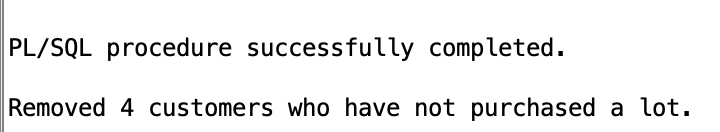 PL/SQL procedure successfully completed.
Removed 4 customers who have not purchased a lot.